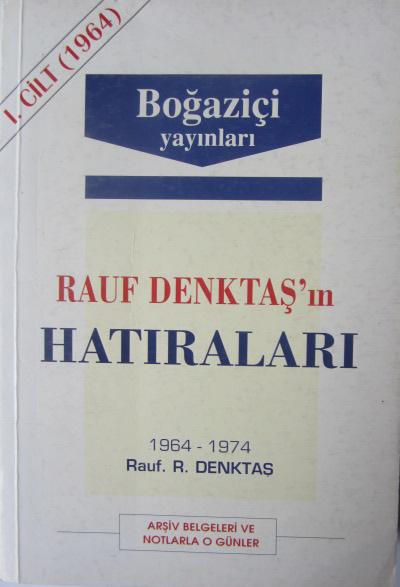 I. CİLT (1964)
Boğaziçi
yayınları
RAUF DENKTAŞ'ın
HATIRALARI
1964 - 1974
Rauf. R. DENKTAŞ
ARŞİV BELGELERİ VE
NOTLARLA O GÜNLER